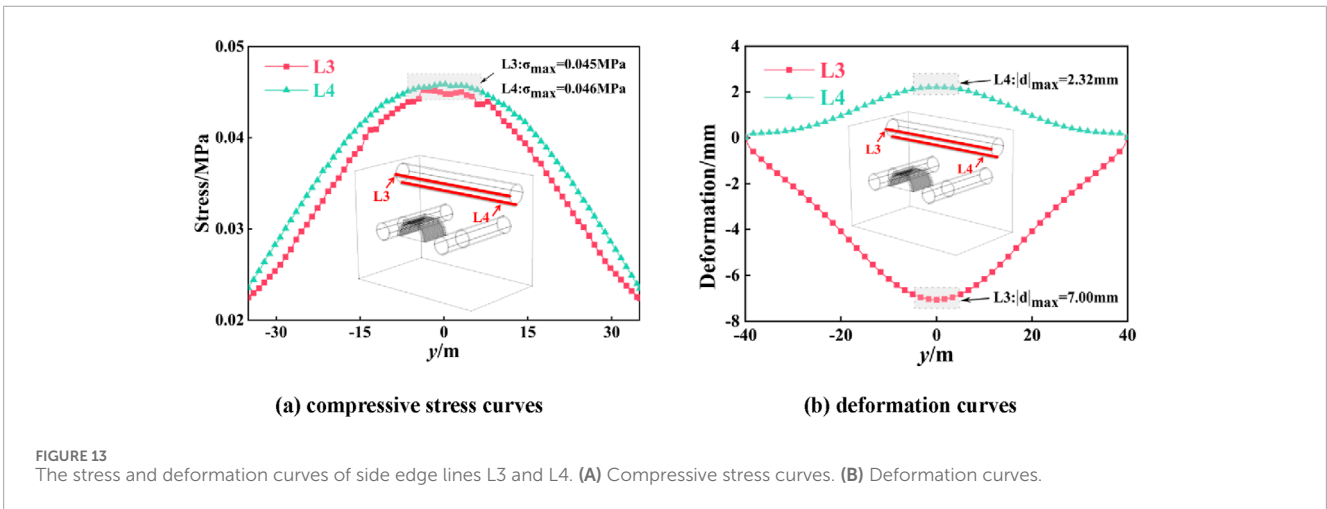 0.05
0.04
0.03
0.02
Stress/MPa
L3
L4
L3:σmax=0.045MPa
L4:σmax=0.046MPa
L3
L4
-30
-15
0
15
30
y/m
(a) compressive stress curves
4
2
0
-2
-4
-6
-8
Deformation/mm
L3
L4
L4:|d|max=2.32mm
L3
L4
L3:|d|max=7.00mm
-40
-20
0
20
40
y/m
(b) deformation curves
FIGURE 13
The stress and deformation curves of side edge lines L3 and L4. (A) Compressive stress curves. (B) Deformation curves.